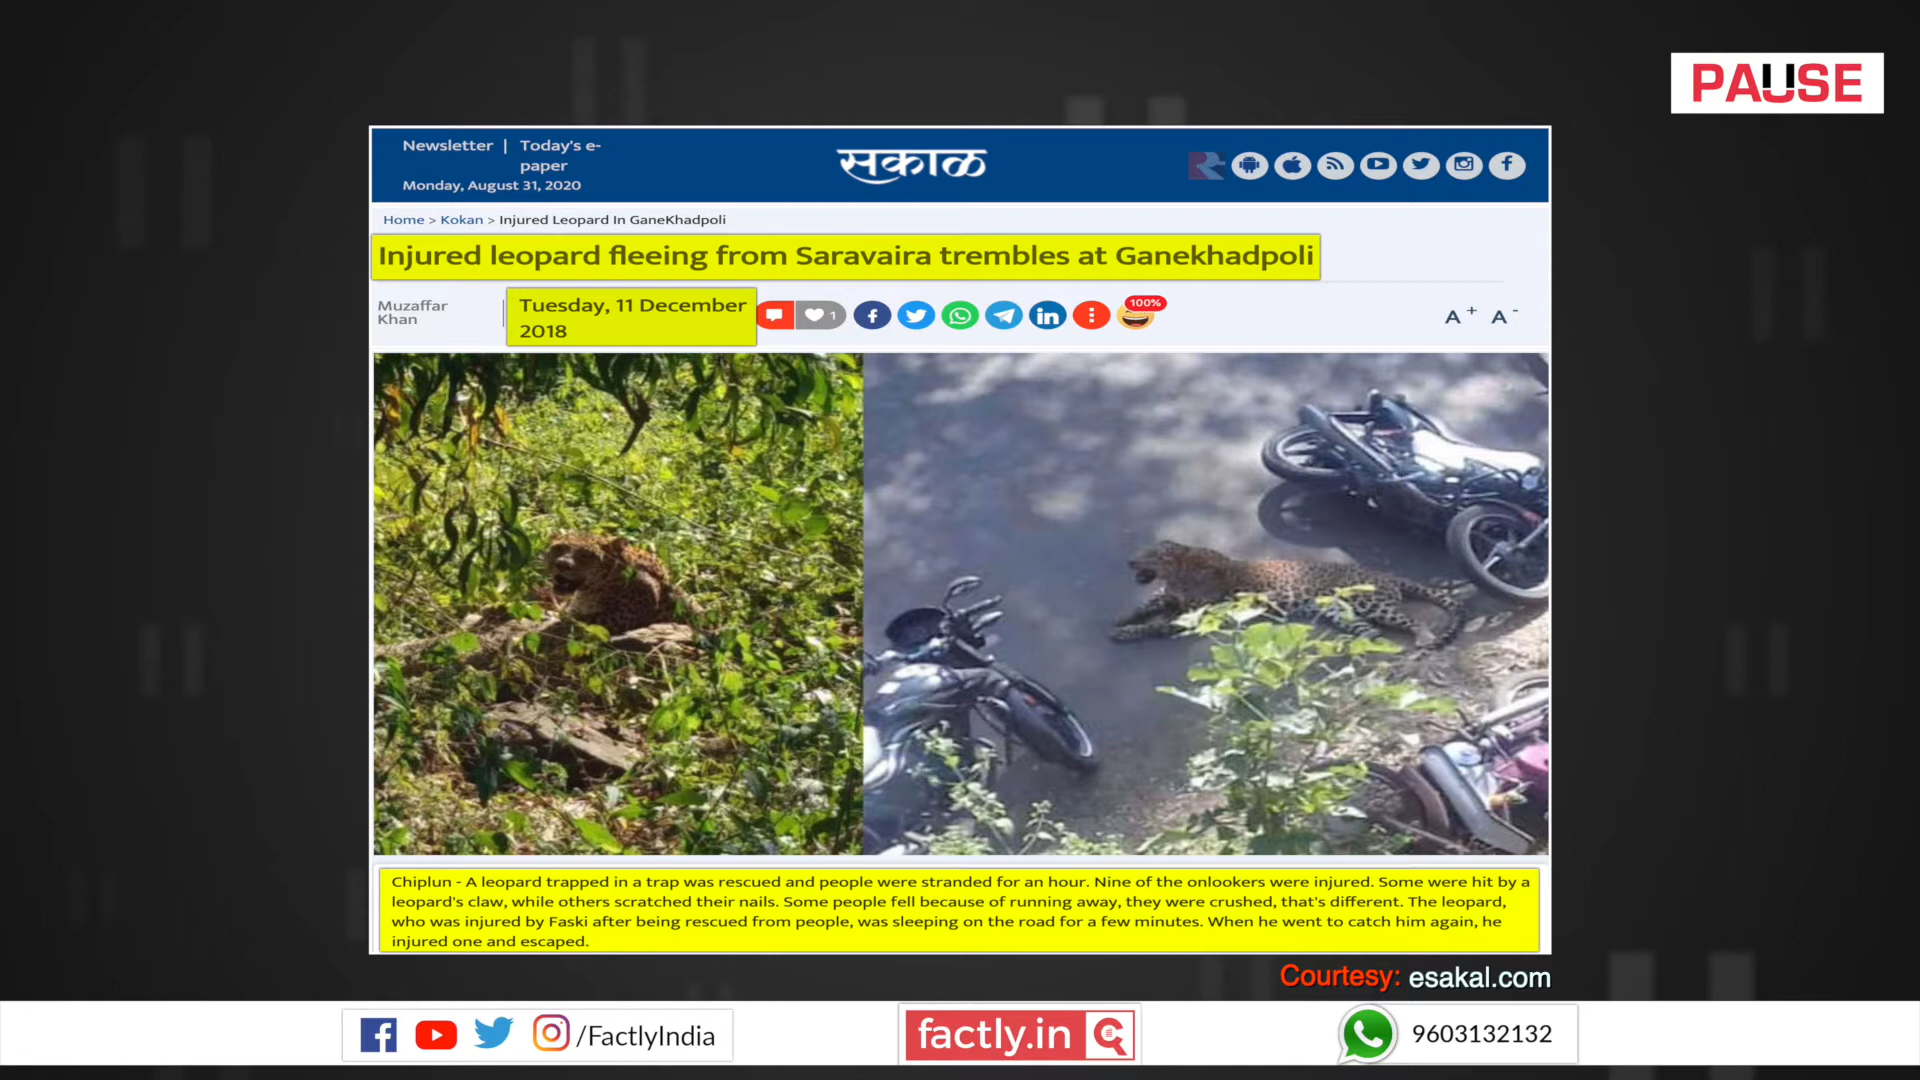 PAUSE
Newsletter | Today's e-
paper
Monday, August 31, 2020
सकाळ
Home > Kokan > Injured Leopard In GaneKhadpoli
Injured leopard fleeing from Saravaira trembles at Ganekhadpoli
Muzaffar
Khan
Tuesday, 11 December
2018
1
100%
A+ A-
Chiplun - A leopard trapped in a trap was rescued and people were stranded for an hour. Nine of the onlookers were injured. Some were hit by a
leopard's claw, while others scratched their nails. Some people fell because of running away, they were crushed, that's different. The leopard,
who was injured by Faski after being rescued from people, was sleeping on the road for a few minutes. When he went to catch him again, he
injured one and escaped.
Courtesy: esakal.com
/FactlyIndia
factly.in
9603132132